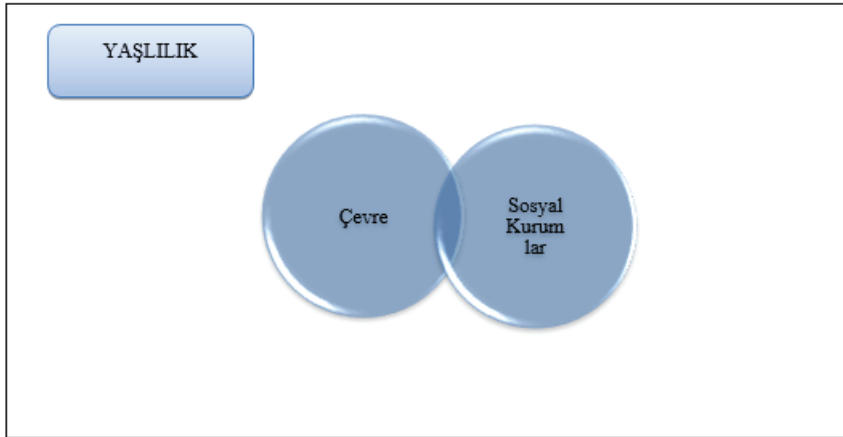 YAŞLILIK
Çevre
Sosyal
Kurum
lar